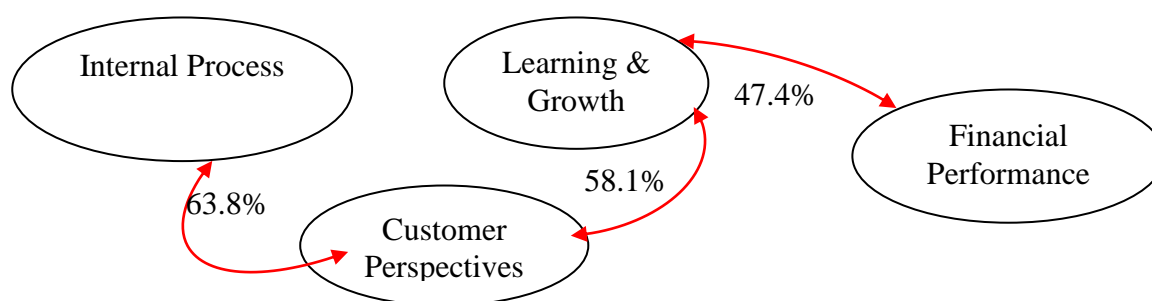 Internal Process
Learning &
Growth
47.4%
Financial
Performance
58.1%
63.8%
Customer
Perspectives